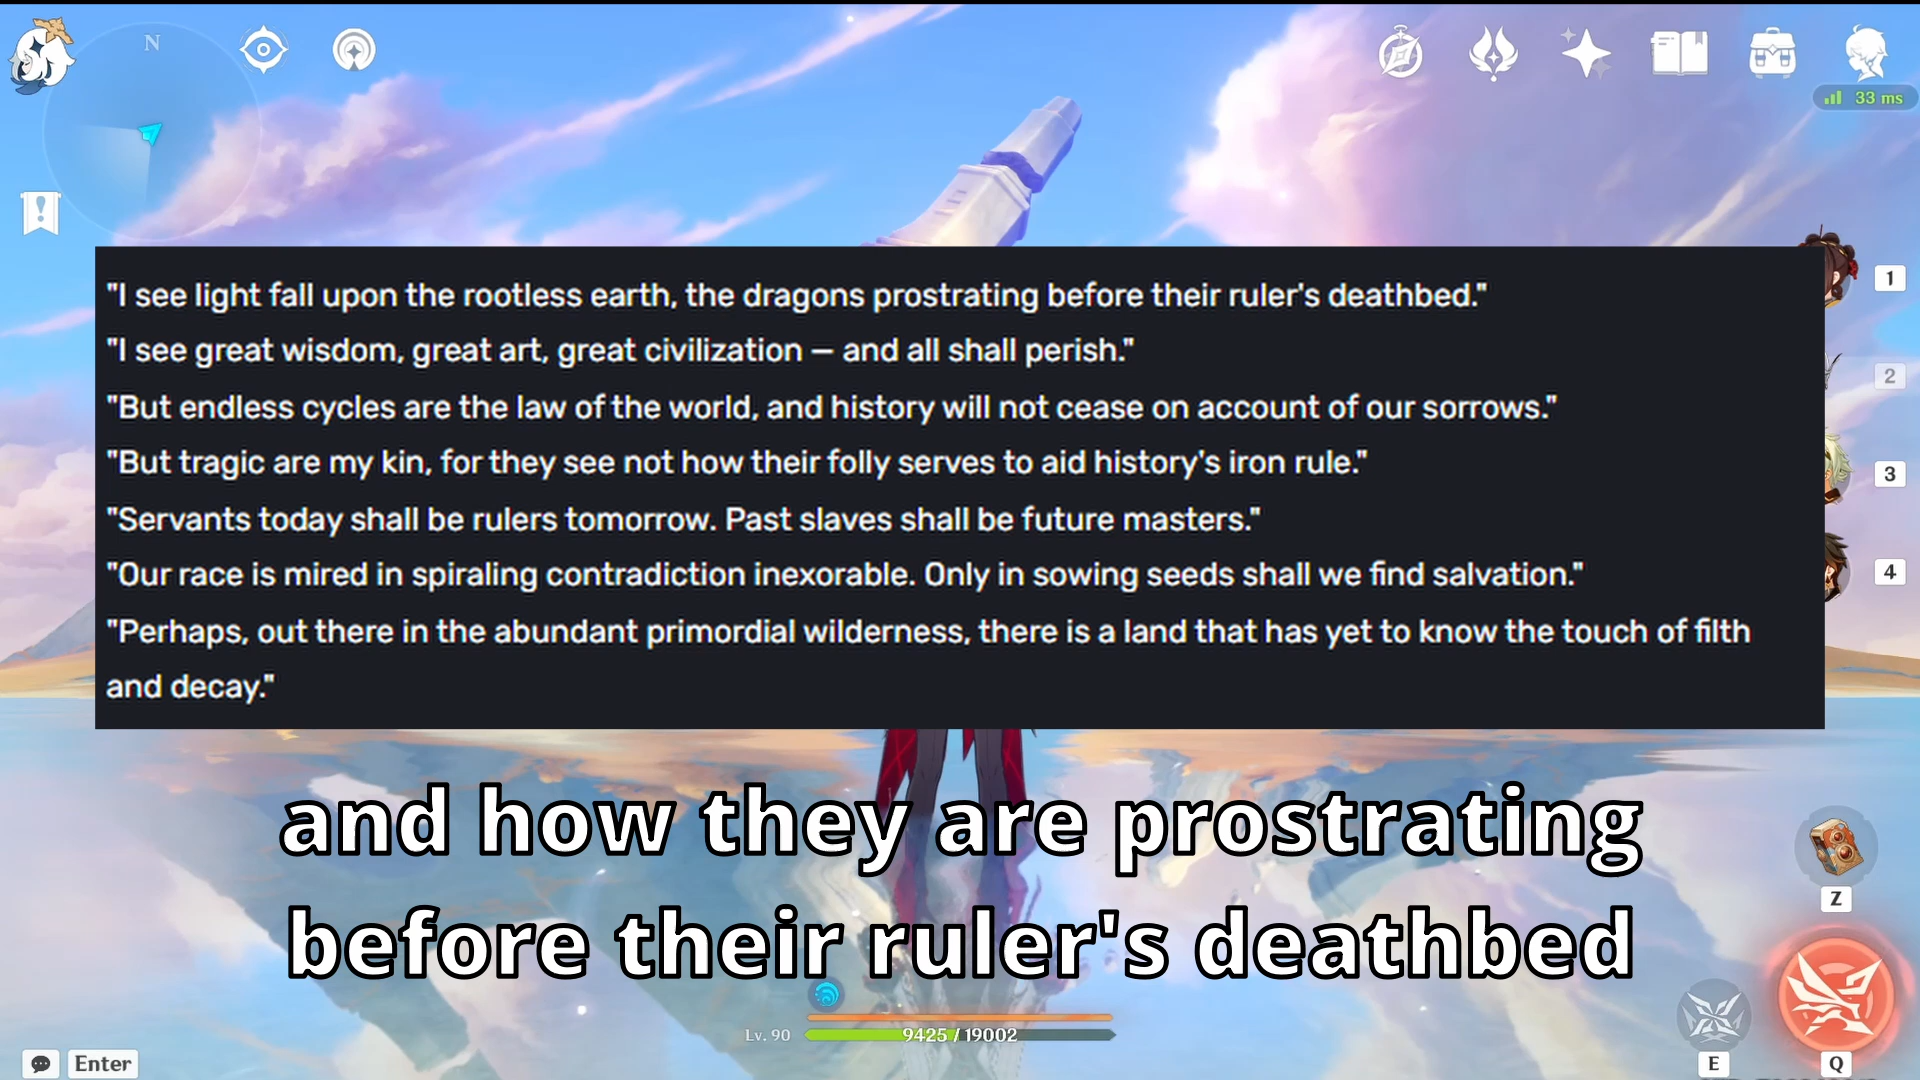 N
33 ms
1
"I see light fall upon the rootless earth, the dragons prostrating before their ruler's deathbed."
"I see great wisdom, great art, great civilization — and all shall perish."
2
"But endless cycles are the law of the world, and history will not cease on account of our sorrows."
"But tragic are my kin, for they see not how their folly serves to aid history's iron rule."
3
"Servants today shall be rulers tomorrow. Past slaves shall be future masters."
"Our race is mired in spiraling contradiction inexorable. Only in sowing seeds shall we find salvation."
4
"Perhaps, out there in the abundant primordial wilderness, there is a land that has yet to know the touch of filth
and decay."
and how they are prostrating
before their ruler's deathbed
Z
Lv. 90
9425 / 19002
Enter
E
Q